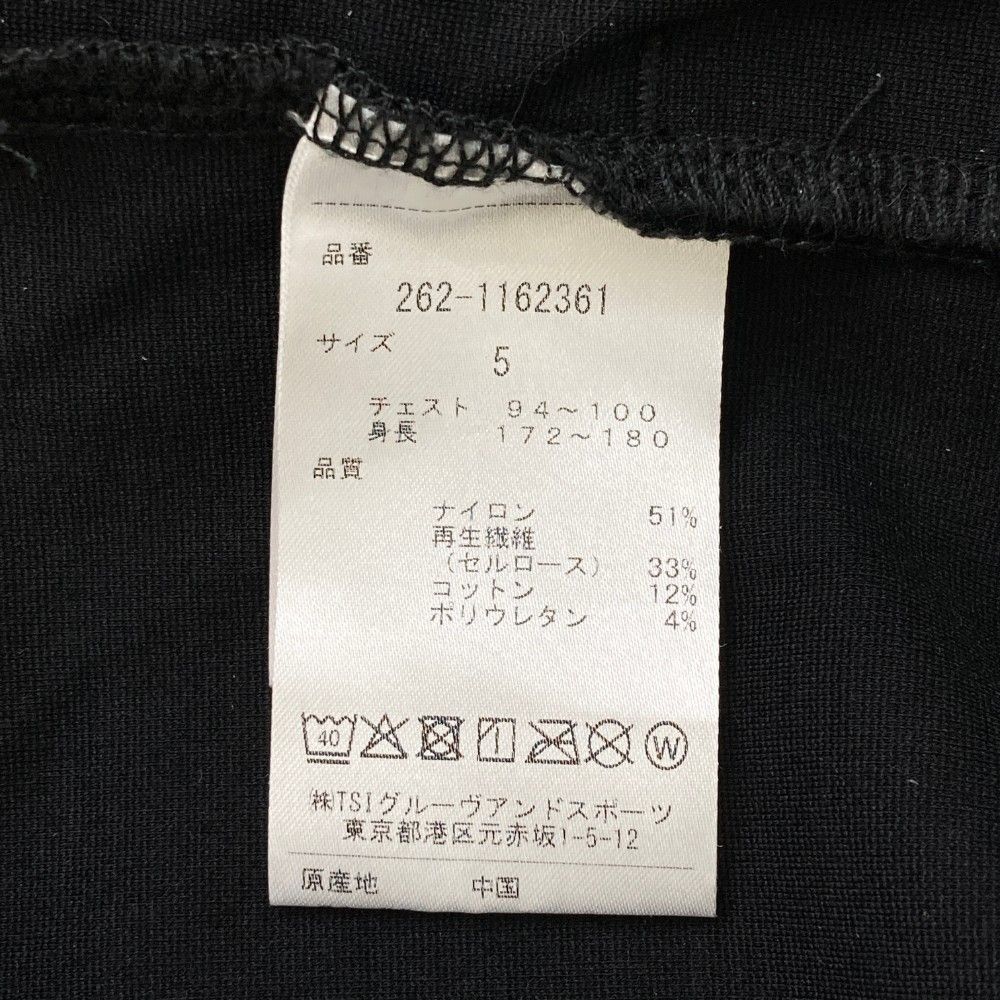 品番
262-1162361
サイズ
5
チェスト 94～100
身長 172～180
品質
ナイロン 51%
再生繊維
(セルロース) 33%
コットン 12%
ポリウレタン 4%
40
W
㈱TSIグルーヴアンドスポーツ
東京都港区元赤坂1-5-12
原産地 中国